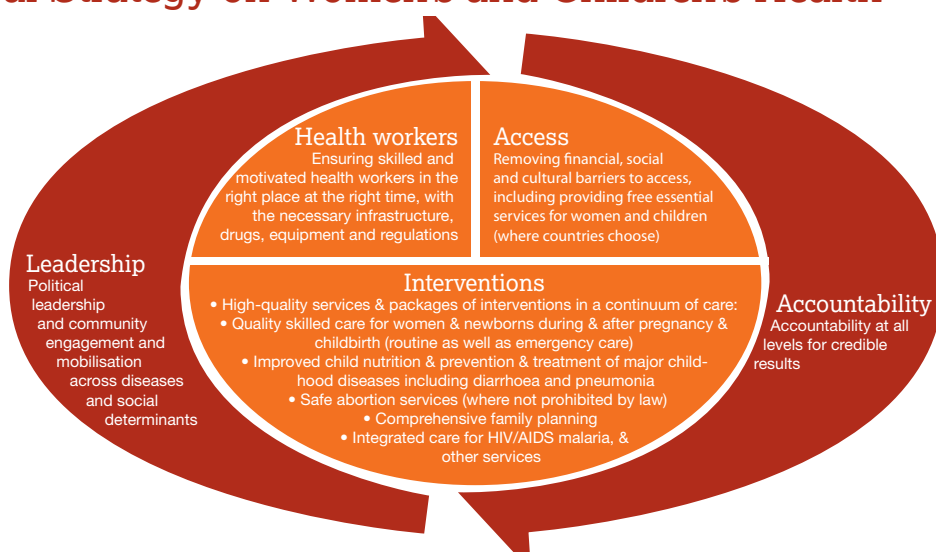 Strategy on Women's and Children's Health
Health workers
Ensuring skilled and
motivated health workers in the
right place at the right time, with
the necessary infrastructure,
drugs, equipment and regulations
Access
Removing financial, social
and cultural barriers to access,
including providing free essential
services for women and children
(where countries choose)
Leadership
Political
leadership
and community
engagement and
mobilisation
across diseases
and social
determinants
Interventions
• High-quality services & packages of interventions in a continuum of care:
• Quality skilled care for women & newborns during & after pregnancy &
childbirth (routine as well as emergency care)
• Improved child nutrition & prevention & treatment of major child-
hood diseases including diarrhoea and pneumonia
• Safe abortion services (where not prohibited by law)
• Comprehensive family planning
• Integrated care for HIV/AIDS malaria, &
other services
Accountability
Accountability at all
levels for credible
results